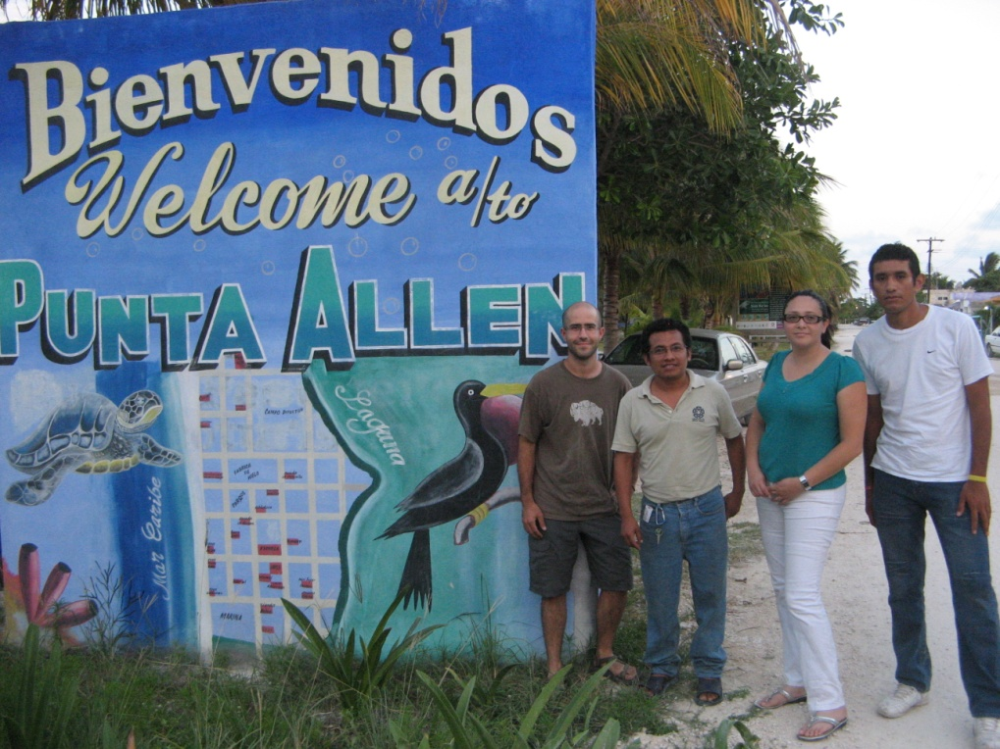 Bienvenidos
Welcome a/to
PUNTA ALLEN
Laguna
Mar Caribe